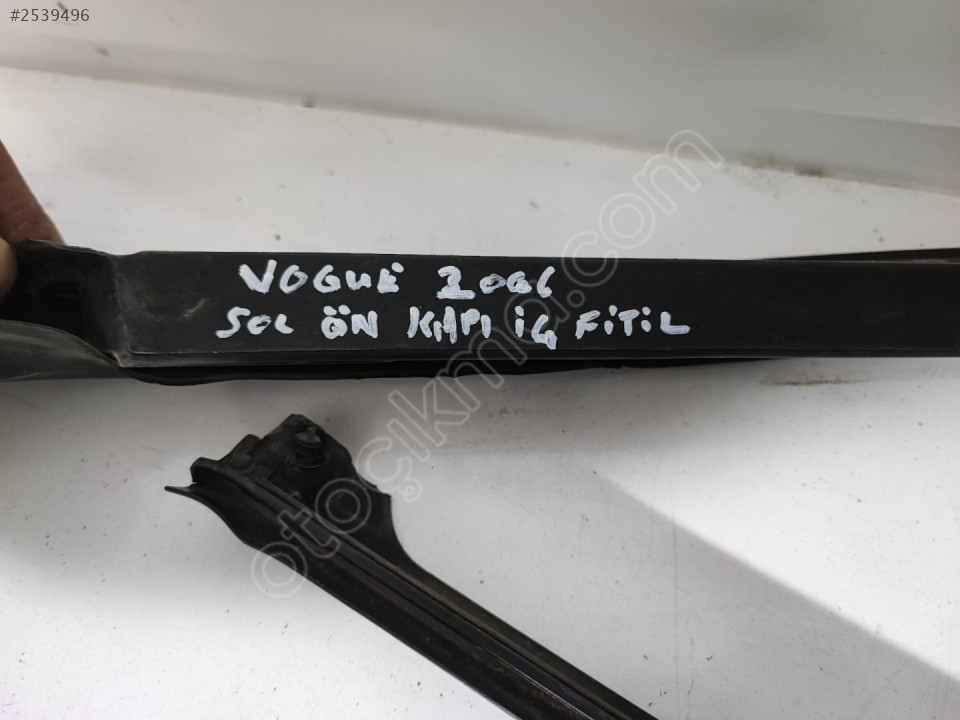 #2539496
VOGUE 2006
SOL ÖN KAPI İÇ FİTİL
otoçıkma.com